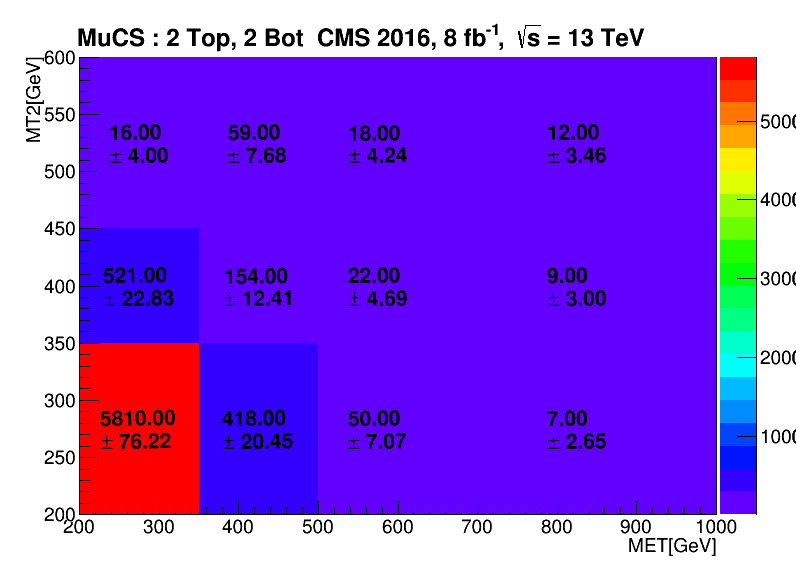 MuCS : 2 Top, 2 Bot  CMS 2016, 8 fb⁻¹, √s = 13 TeV
MT2[GeV]
600
550
500
450
400
350
300
250
200
16.00 59.00 18.00 12.00
± 4.00 ± 7.68 ± 4.24 ± 3.46
521.00 154.00 22.00 9.00
± 22.83 ± 12.41 ± 4.69 ± 3.00
5810.00 418.00 50.00 7.00
± 76.22 ± 20.45 ± 7.07 ± 2.65
200 300 400 500 600 700 800 900 1000
MET[GeV]
5000
4000
3000
2000
1000